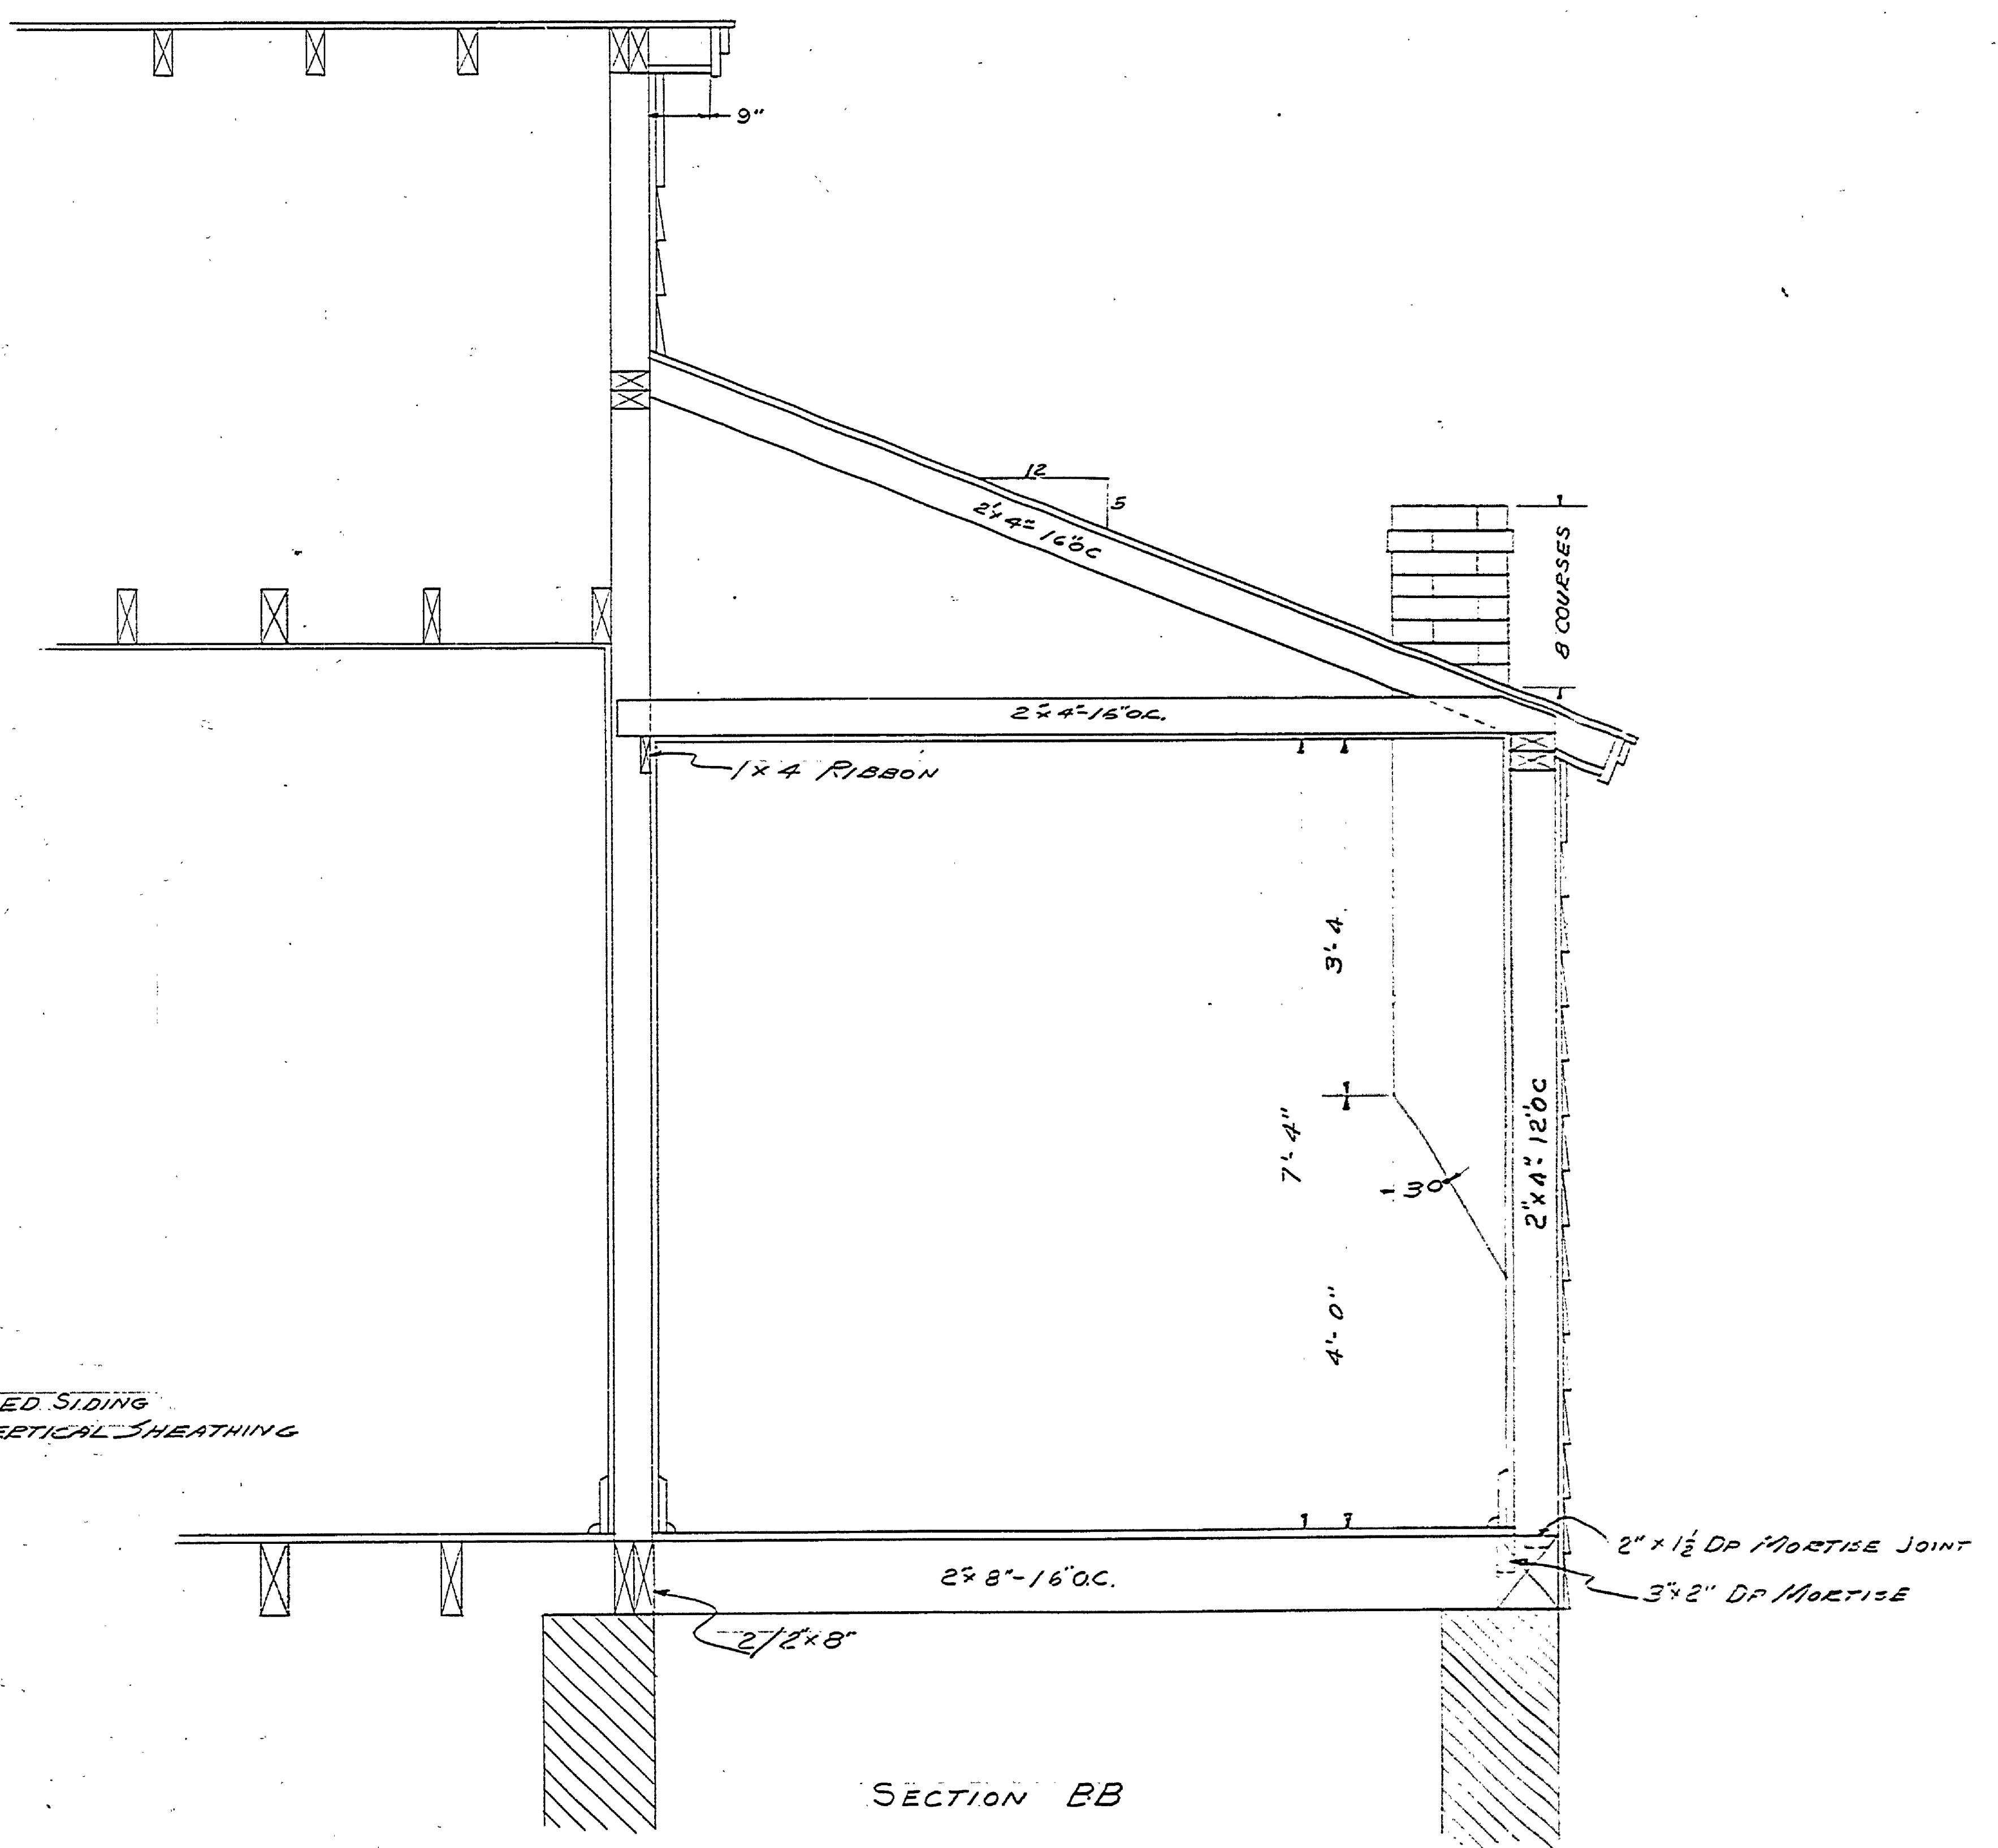 9"
12
5
2"x4"-16"OC
8 COURSES
2"x4"-16"O.C.
1x4 RIBBON
3'-4
7'-4"
30
2"x4"-12"OC
4'-0"
ED SIDING
ERTICAL SHEATHING
2" x 1½ DP MORTISE JOINT
2"x8"-16"O.C.
3"x2" DP MORTISE
2/2"x8"
SECTION BB